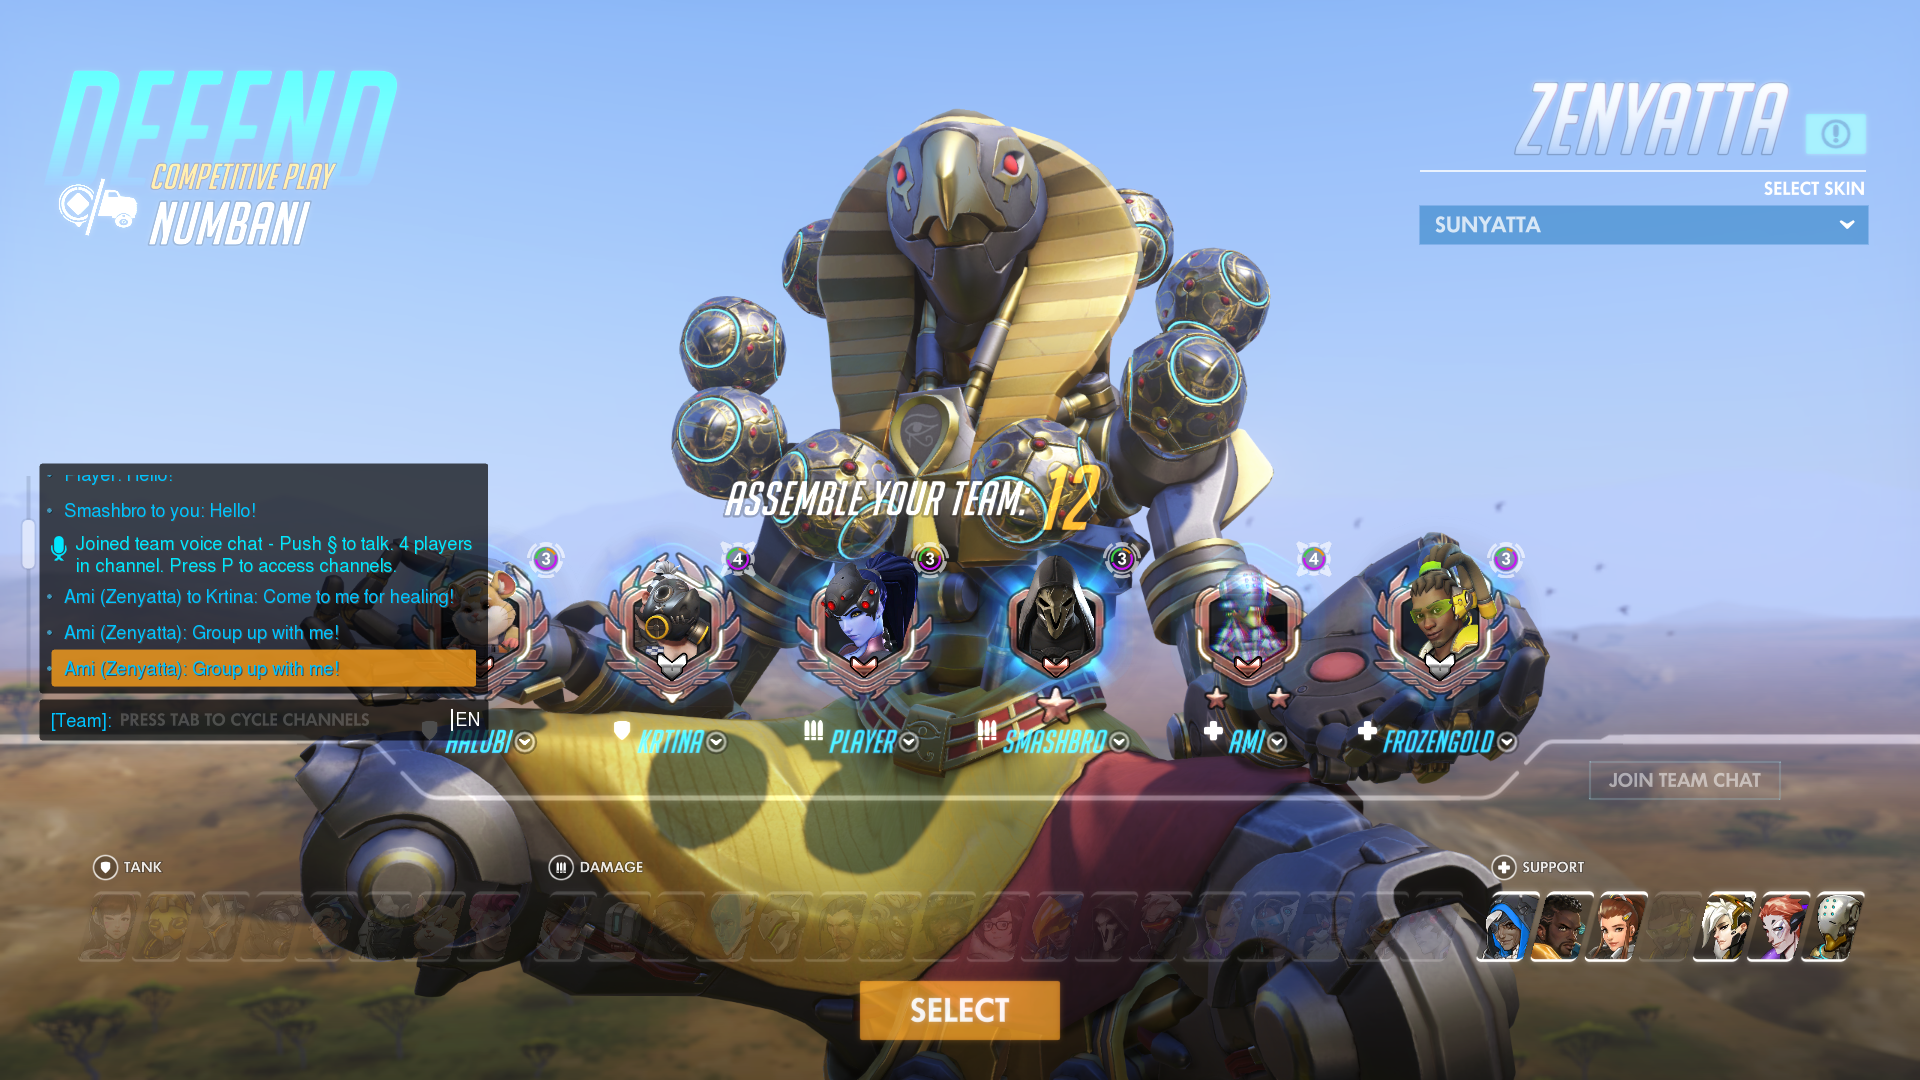 DEFEND
COMPETITIVE PLAY
NUMBANI
ZENYATTA
SELECT SKIN
SUNYATTA
ASSEMBLE YOUR TEAM: 12
Player: Hello!
Smashbro to you: Hello!
Joined team voice chat - Push § to talk. 4 players
in channel. Press P to access channels.
Ami (Zenyatta) to Krtina: Come to me for healing!
Ami (Zenyatta): Group up with me!
Ami (Zenyatta): Group up with me!
[Team]: PRESS TAB TO CYCLE CHANNELS EN
3 4 3 3 4 3
HALUBI KRTINA PLAYER SMASHBRO AMI FROZENGOLD
JOIN TEAM CHAT
TANK DAMAGE SUPPORT
SELECT